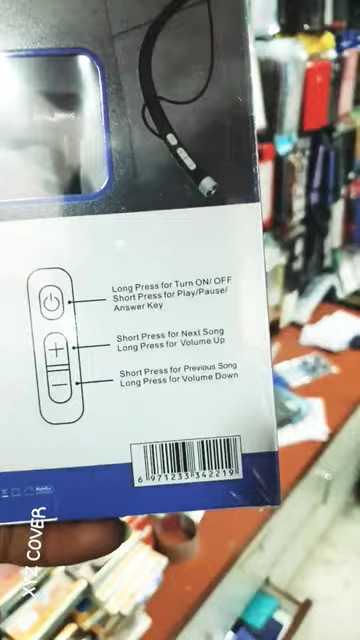 Long Press for Turn ON/ OFF
Short Press for Play/Pause/
Answer Key
Short Press for Next Song
Long Press for Volume Up
Short Press for Previous Song
Long Press for Volume Down
6 971233 342219
XYZ COVER